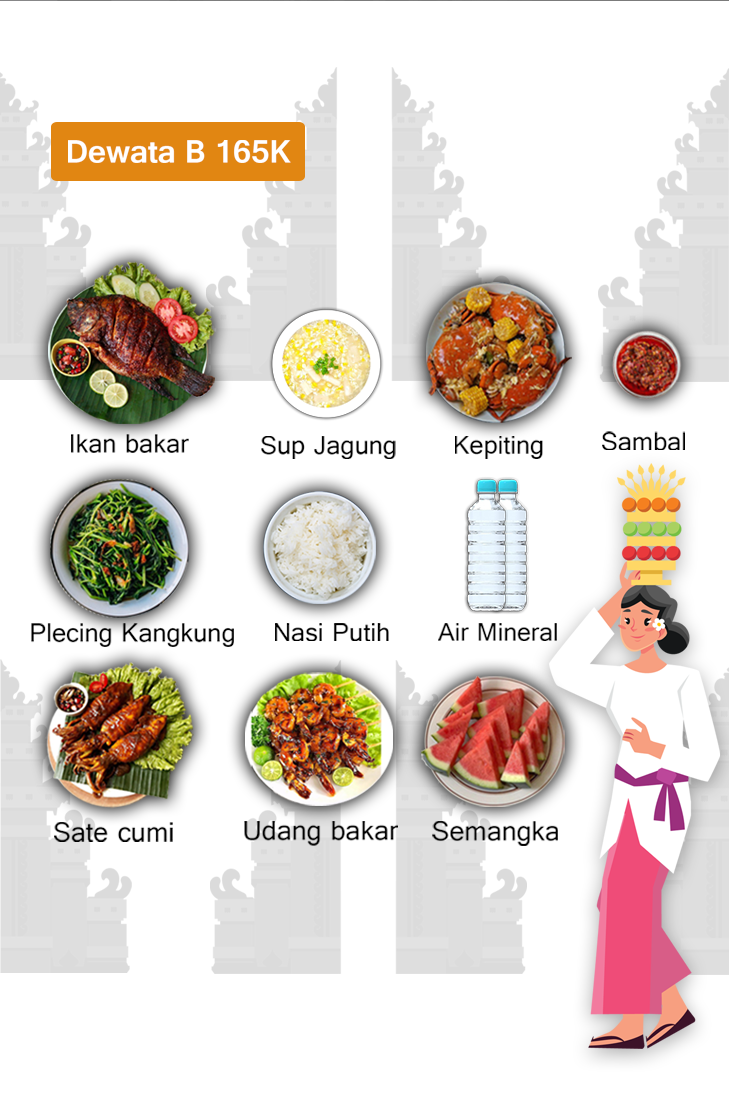 Dewata B 165K
Ikan bakar
Sup Jagung
Kepiting
Sambal
Plecing Kangkung
Nasi Putih
Air Mineral
Sate cumi
Udang bakar
Semangka